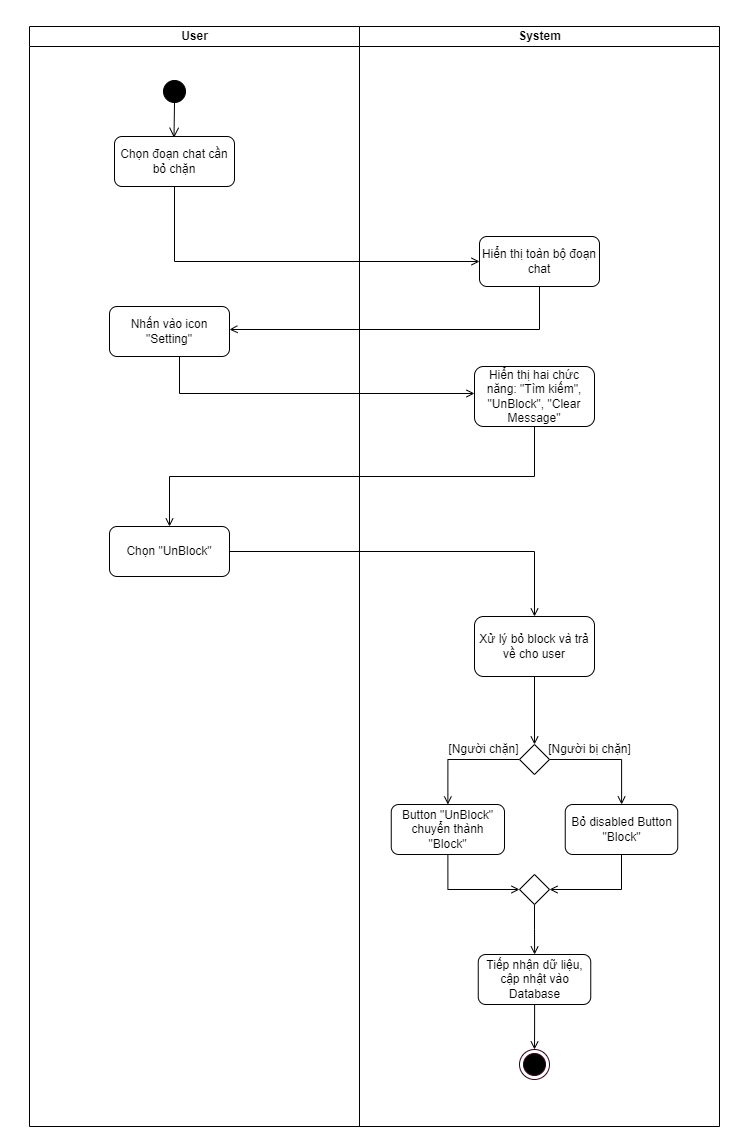 User
System
Chọn đoạn chat cần
bỏ chặn
Hiển thị toàn bộ đoạn
chat
Nhấn vào icon
"Setting"
Hiển thị hai chức
năng: "Tìm kiếm",
"UnBlock", "Clear
Message"
Chọn "UnBlock"
Xử lý bỏ block và trả
về cho user
[Người chặn]
[Người bị chặn]
Button "UnBlock"
chuyển thành
"Block"
Bỏ disabled Button
"Block"
Tiếp nhận dữ liệu,
cập nhật vào
Database